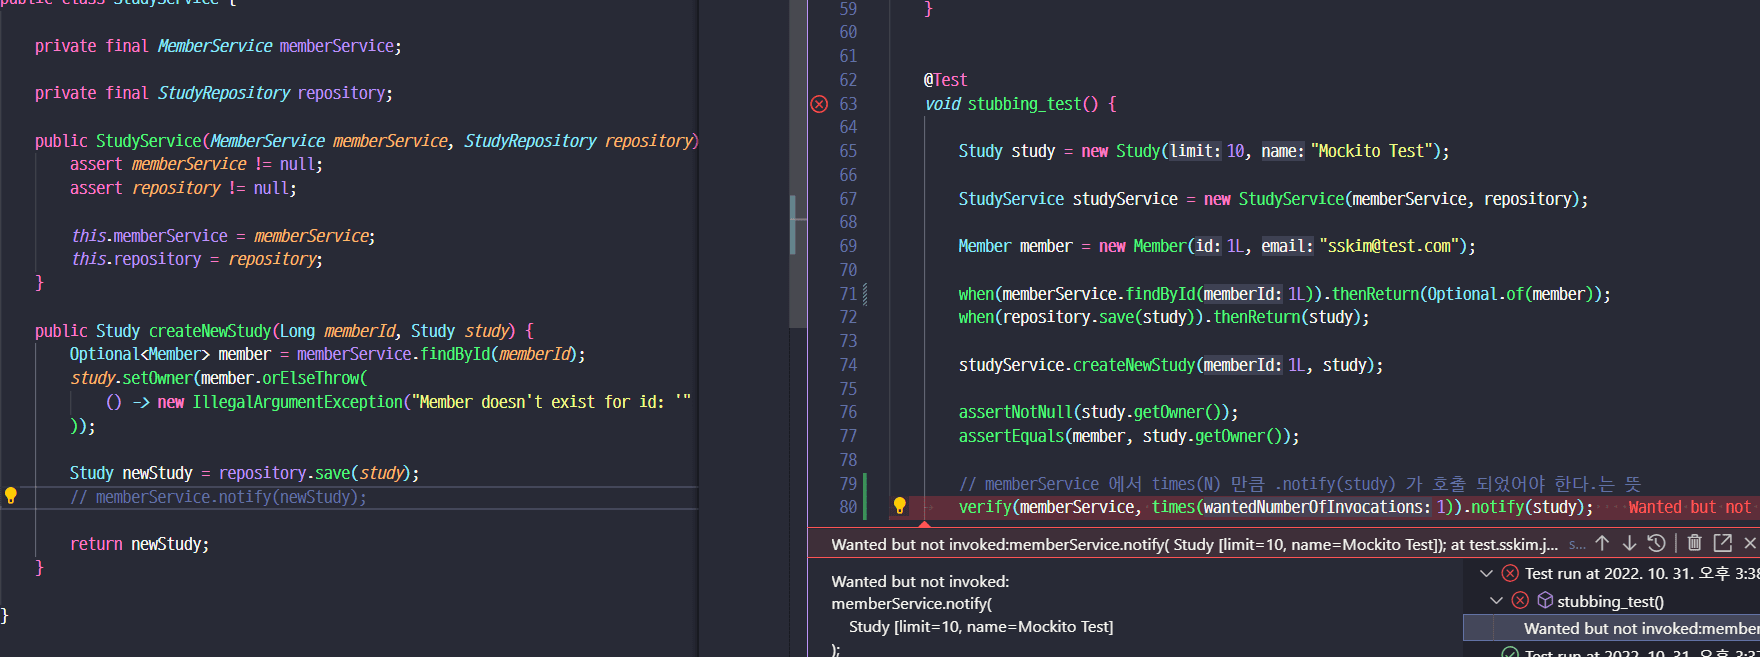 public class StudyService {
private final MemberService memberService;
private final StudyRepository repository;
public StudyService(MemberService memberService, StudyRepository repository)
assert memberService != null;
assert repository != null;
this.memberService = memberService;
this.repository = repository;
}
public Study createNewStudy(Long memberId, Study study) {
Optional<Member> member = memberService.findById(memberId);
study.setOwner(member.orElseThrow(
() -> new IllegalArgumentException("Member doesn't exist for id: '"
));
Study newStudy = repository.save(study);
// memberService.notify(newStudy);
return newStudy;
}
}
59 }
60
61
62 @Test
63 void stubbing_test() {
64
65 Study study = new Study(limit: 10, name: "Mockito Test");
66
67 StudyService studyService = new StudyService(memberService, repository);
68
69 Member member = new Member(id: 1L, email: "sskim@test.com");
70
71 when(memberService.findById(memberId: 1L)).thenReturn(Optional.of(member));
72 when(repository.save(study)).thenReturn(study);
73
74 studyService.createNewStudy(memberId: 1L, study);
75
76 assertNotNull(study.getOwner());
77 assertEquals(member, study.getOwner());
78
79 // memberService 에서 times(N) 만큼 .notify(study) 가 호출 되었어야 한다.는 뜻
80 verify(memberService, times(wantedNumberOfInvocations: 1)).notify(study); Wanted but not
Wanted but not invoked:memberService.notify( Study [limit=10, name=Mockito Test]); at test.sskim.j... s...
Wanted but not invoked:
memberService.notify(
Study [limit=10, name=Mockito Test]
);
Test run at 2022. 10. 31. 오후 3:38
stubbing_test()
Wanted but not invoked:member
Test run at 2022. 10. 31. 오후 3:37